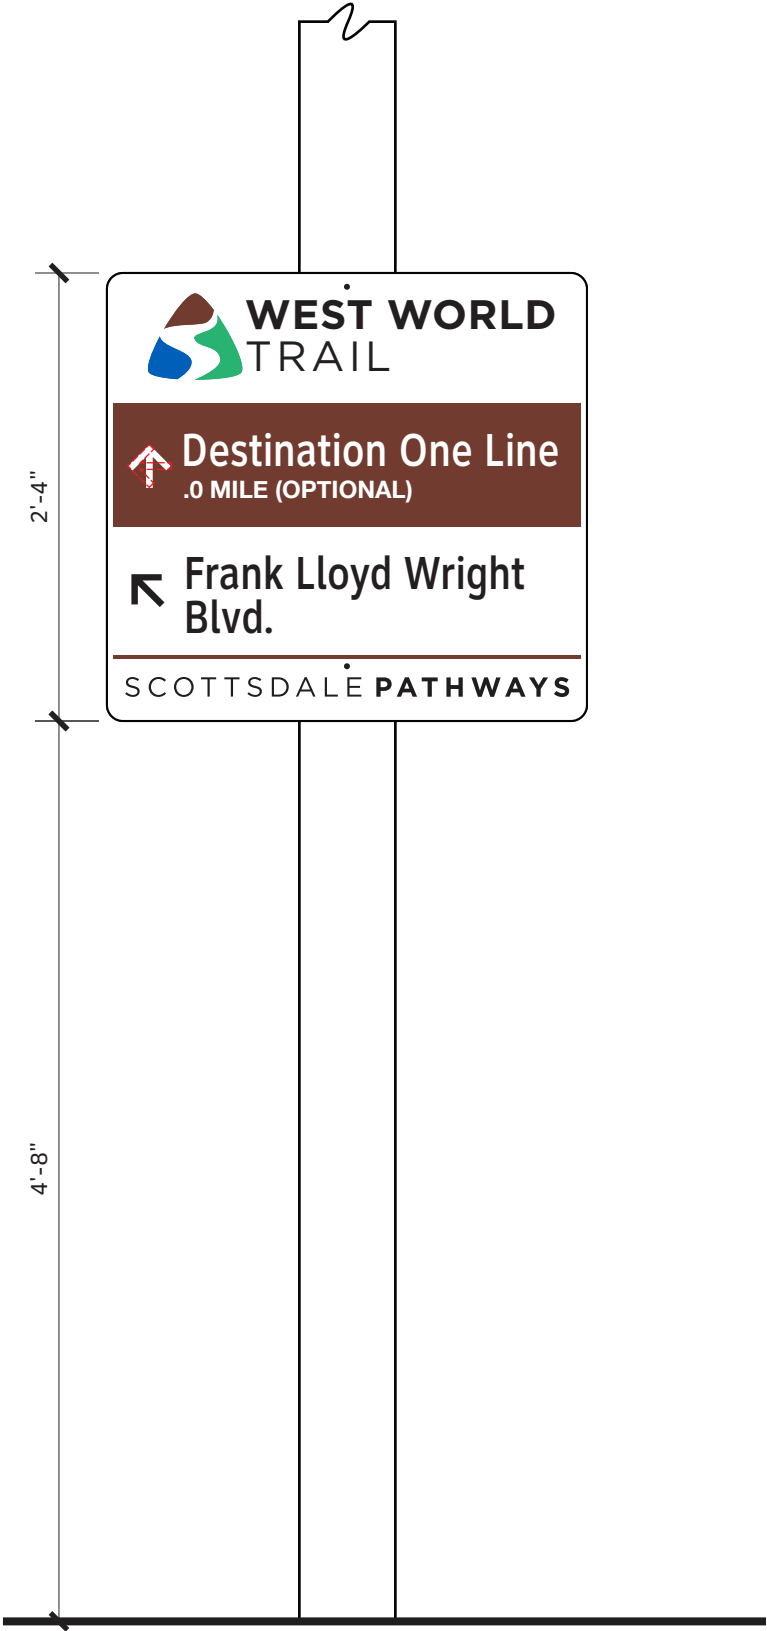 WEST WORLD
TRAIL
Destination One Line
.0 MILE (OPTIONAL)
2'-4"
Frank Lloyd Wright
Blvd.
SCOTTSDALE PATHWAYS
4'-8"